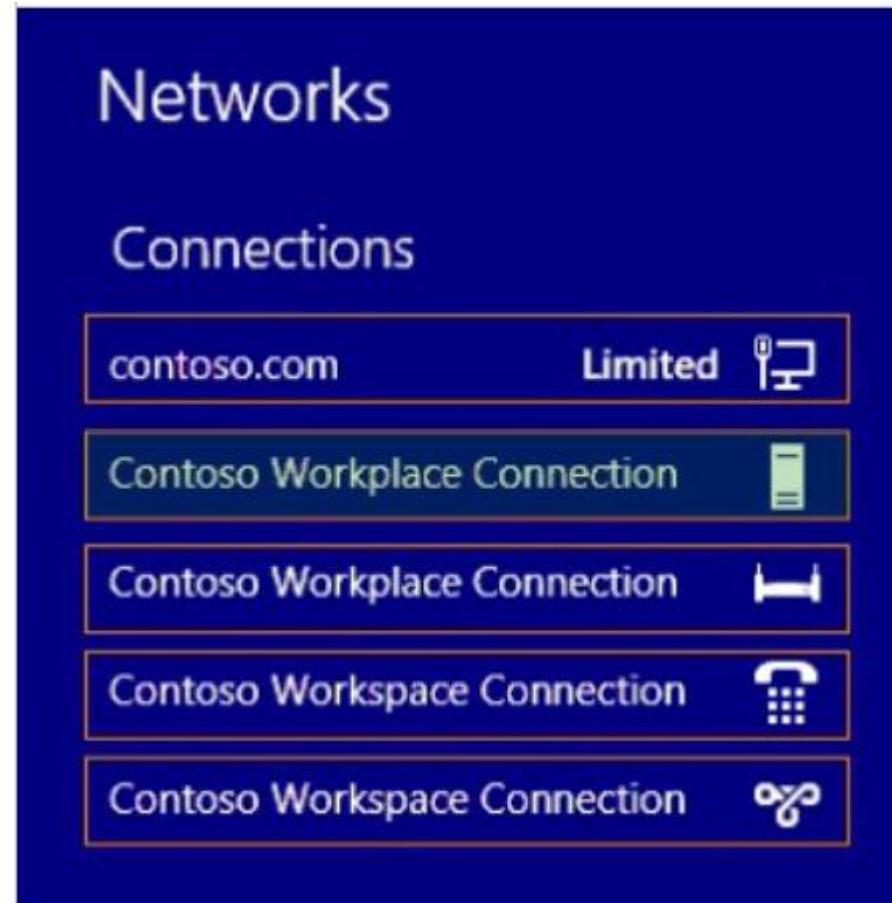 Networks
Connections
contoso.com Limited
Contoso Workplace Connection
Contoso Workplace Connection
Contoso Workspace Connection
Contoso Workspace Connection